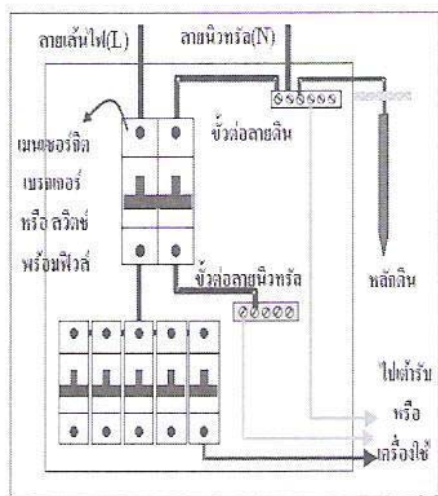 สายเส้นไฟ(L)
สายนิวทรัล(N)
ขั้วต่อสายดิน
เมนเซอร์กิต
เบรกเกอร์
หรือ สวิตช์
พร้อมฟิวส์
ขั้วต่อสายนิวทรัล
หลักดิน
ไปเต้ารับ
หรือ
เครื่องใช้